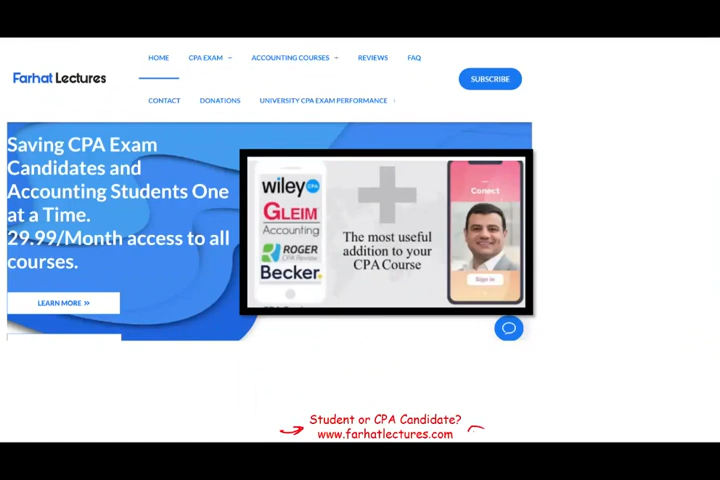 HOME
CPA EXAM
ACCOUNTING COURSES
REVIEWS
FAQ
Farhat Lectures
SUBSCRIBE
CONTACT
DONATIONS
UNIVERSITY CPA EXAM PERFORMANCE
Saving CPA Exam
Candidates and
Accounting Students One
at a Time.
29.99/Month access to all
courses.
LEARN MORE »
wiley CPA
GLEIM
Accounting
ROGER
CPA Review
Becker.
The most useful
addition to your
CPA Course
Conect
Sign in
Student or CPA Candidate?
www.farhatlectures.com